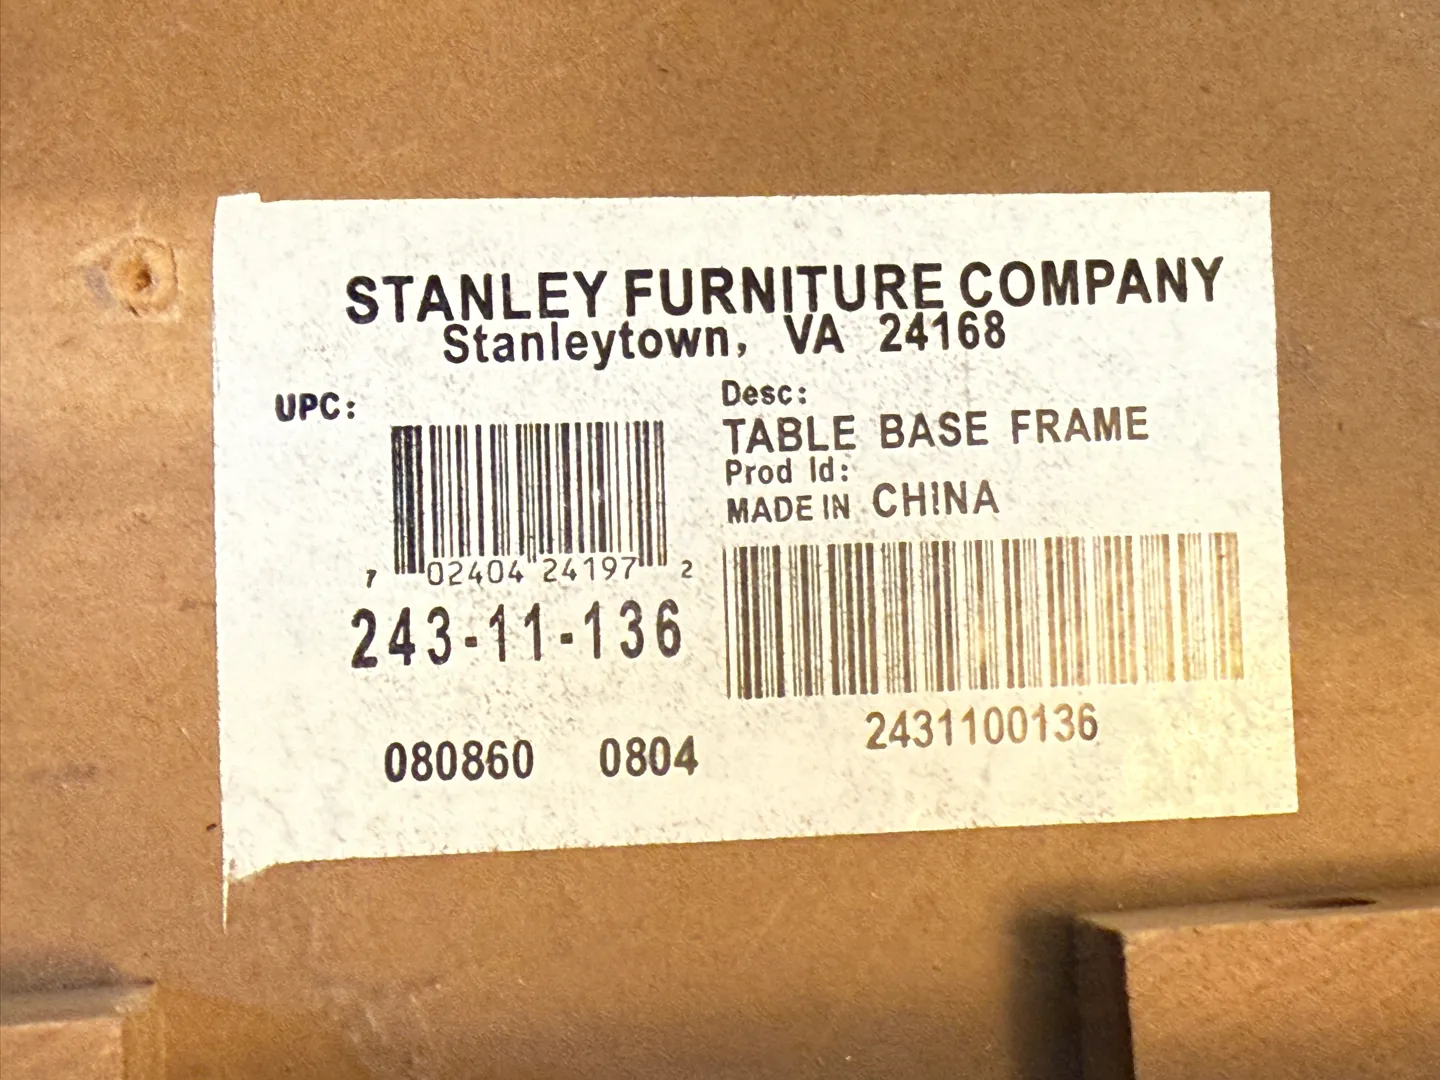 STANLEY FURNITURE COMPANY
Stanleytown, VA 24168
UPC:
7 02404 24197 2
243-11-136
080860 0804
Desc:
TABLE BASE FRAME
Prod Id:
MADE IN CHINA
2431100136